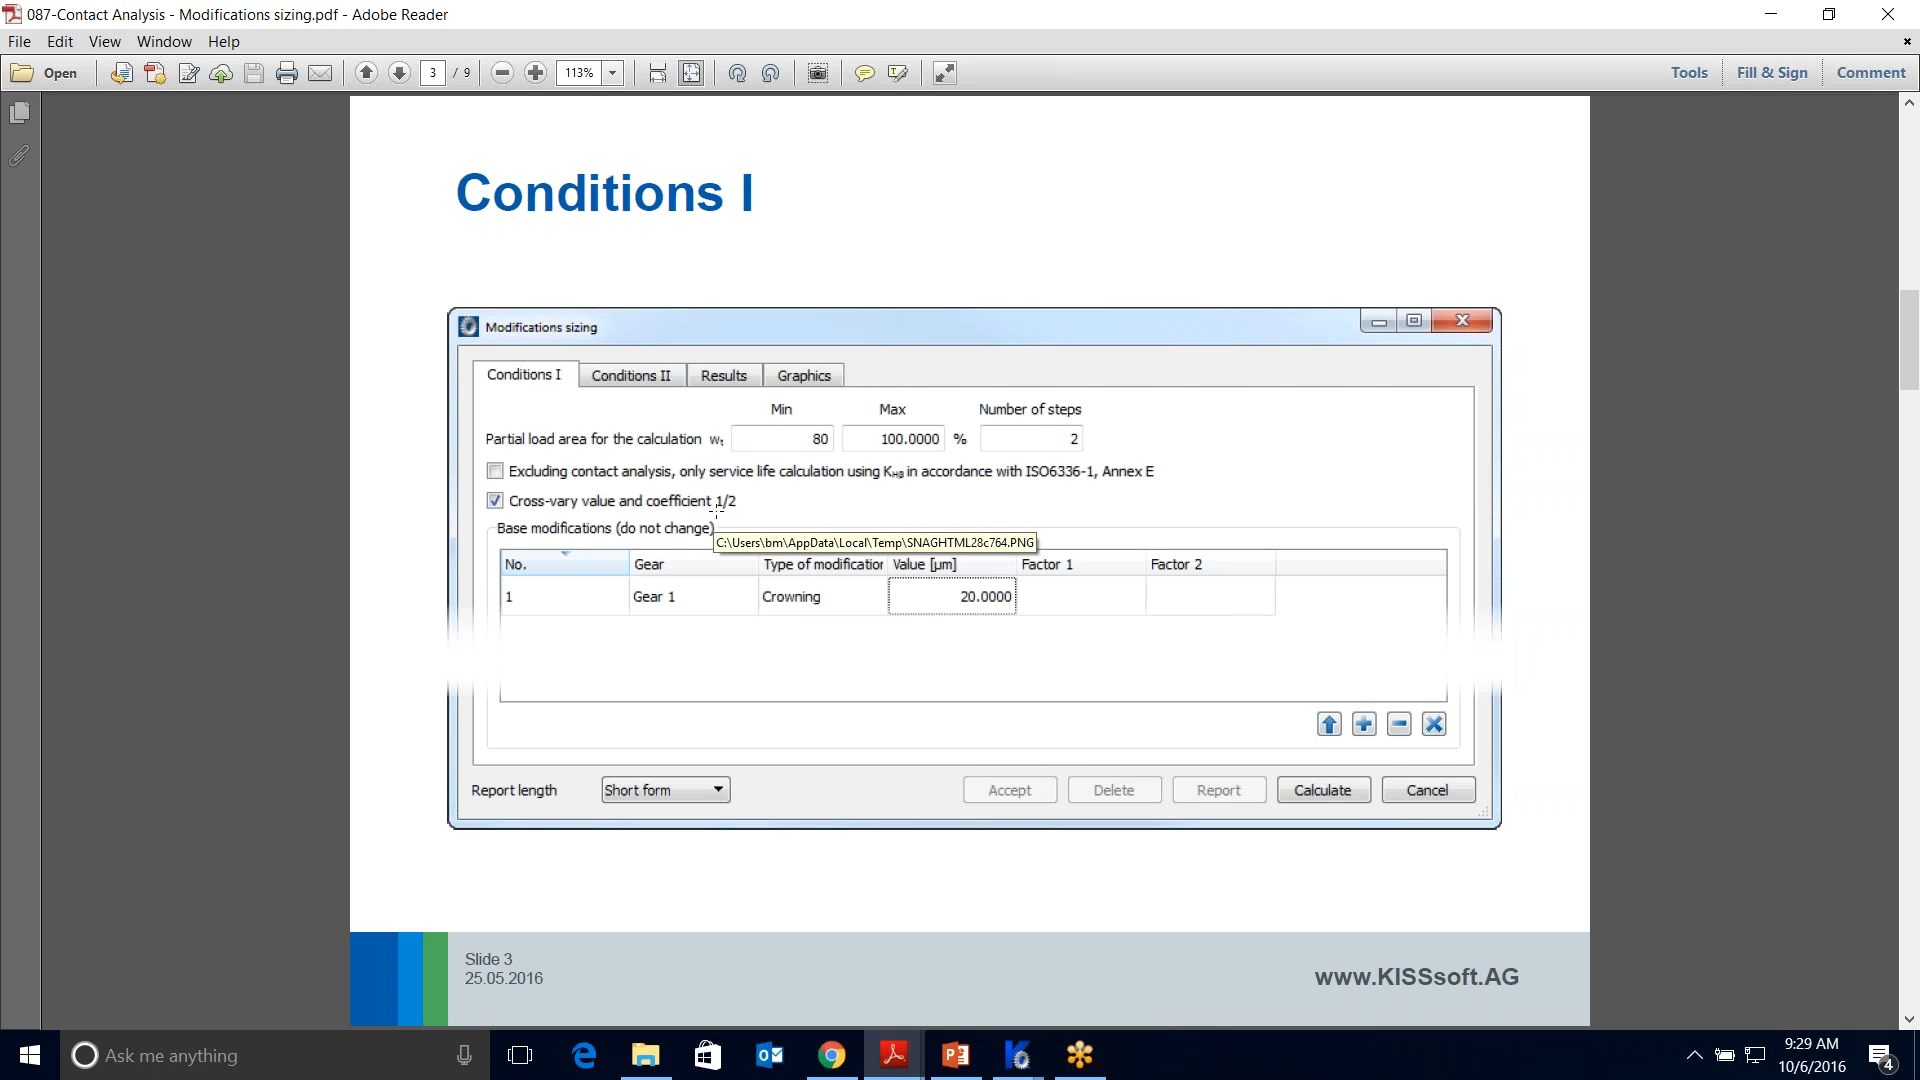 087-Contact Analysis - Modifications sizing.pdf - Adobe Reader
File Edit View Window Help
Open 3 / 9 113% Tools Fill & Sign Comment
Conditions I
Modifications sizing
Conditions I Conditions II Results Graphics
Min Max Number of steps
Partial load area for the calculation wt 80 100.0000 % 2
Excluding contact analysis, only service life calculation using KHβ in accordance with ISO6336-1, Annex E
Cross-vary value and coefficient 1/2
Base modifications (do not change)
C:\Users\bm\AppData\Local\Temp\SNAGHTML28c764.PNG
No. Gear Type of modification Value [µm] Factor 1 Factor 2
1 Gear 1 Crowning 20.0000
Report length Short form Accept Delete Report Calculate Cancel
Slide 3
25.05.2016
www.KISSsoft.AG
Ask me anything
9:29 AM
10/6/2016
4